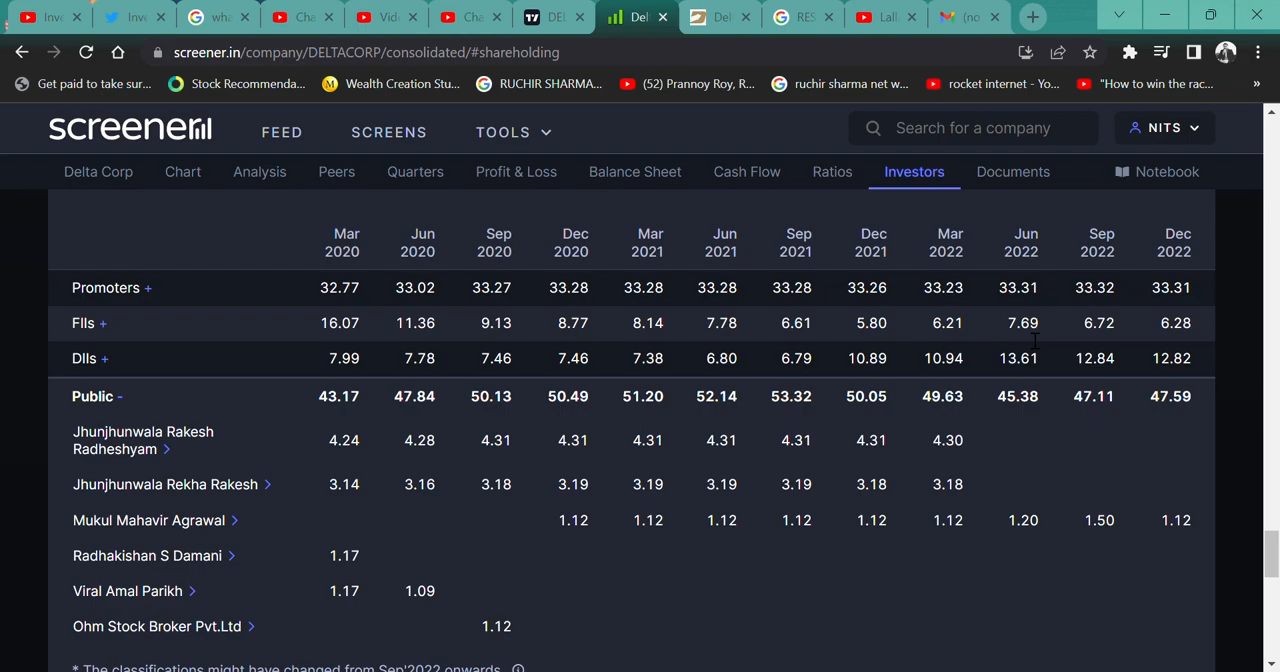 Inve
Inve
wha
Cha
Vide
Cha
DEL
Del
Del
RES
Lall
(no
screener.in/company/DELTACORP/consolidated/#shareholding
Get paid to take sur...
Stock Recommenda...
Wealth Creation Stu...
RUCHIR SHARMA...
(52) Prannoy Roy, R...
ruchir sharma net w...
rocket internet - Yo...
"How to win the rac...
»
screener
FEED
SCREENS
TOOLS
Search for a company
NITS
Delta Corp
Chart
Analysis
Peers
Quarters
Profit & Loss
Balance Sheet
Cash Flow
Ratios
Investors
Documents
Notebook
Mar Jun Sep Dec Mar Jun Sep Dec Mar Jun Sep Dec
2020 2020 2020 2020 2021 2021 2021 2021 2022 2022 2022 2022
Promoters + 32.77 33.02 33.27 33.28 33.28 33.28 33.28 33.26 33.23 33.31 33.32 33.31
FIIs + 16.07 11.36 9.13 8.77 8.14 7.78 6.61 5.80 6.21 7.69 6.72 6.28
DIIs + 7.99 7.78 7.46 7.46 7.38 6.80 6.79 10.89 10.94 13.61 12.84 12.82
Public - 43.17 47.84 50.13 50.49 51.20 52.14 53.32 50.05 49.63 45.38 47.11 47.59
Jhunjhunwala Rakesh
Radheshyam > 4.24 4.28 4.31 4.31 4.31 4.31 4.31 4.31 4.30
Jhunjhunwala Rekha Rakesh > 3.14 3.16 3.18 3.19 3.19 3.19 3.19 3.18 3.18
Mukul Mahavir Agrawal > 1.12 1.12 1.12 1.12 1.12 1.12 1.20 1.50 1.12
Radhakishan S Damani > 1.17
Viral Amal Parikh > 1.17 1.09
Ohm Stock Broker Pvt.Ltd > 1.12
* The classifications might have changed from Sep'2022 onwards.